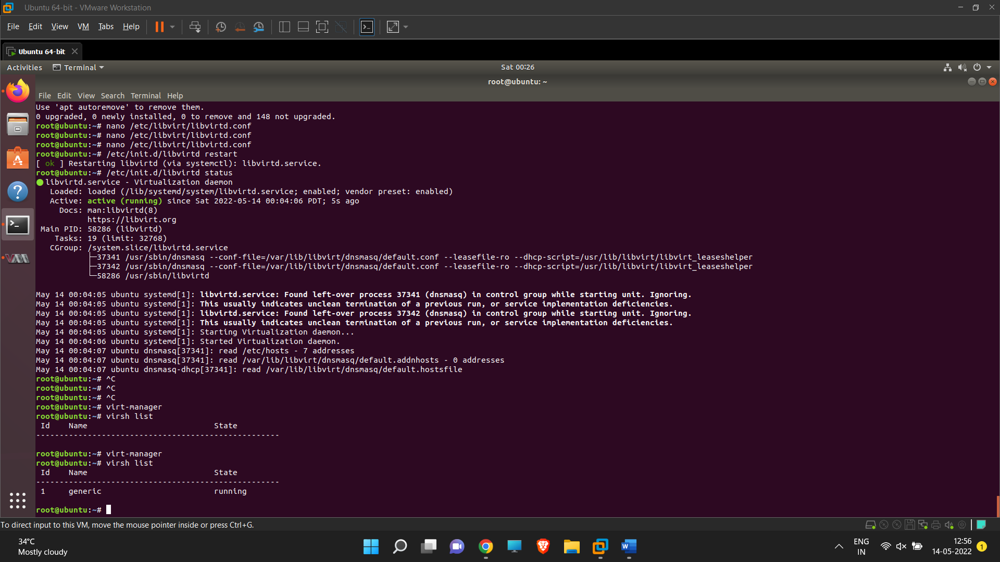 Ubuntu 64-bit - VMware Workstation
File Edit View VM Tabs Help
Ubuntu 64-bit
Activities Terminal Sat 00:26
root@ubuntu: ~
File Edit View Search Terminal Help
Use 'apt autoremove' to remove them.
0 upgraded, 0 newly installed, 0 to remove and 148 not upgraded.
root@ubuntu:~# nano /etc/libvirt/libvirtd.conf
root@ubuntu:~# nano /etc/libvirt/libvirtd.conf
root@ubuntu:~# nano /etc/libvirt/libvirtd.conf
root@ubuntu:~# /etc/init.d/libvirtd restart
[ ok ] Restarting libvirtd (via systemctl): libvirtd.service.
root@ubuntu:~# /etc/init.d/libvirtd status
● libvirtd.service - Virtualization daemon
   Loaded: loaded (/lib/systemd/system/libvirtd.service; enabled; vendor preset: enabled)
   Active: active (running) since Sat 2022-05-14 00:04:06 PDT; 5s ago
     Docs: man:libvirtd(8)
           https://libvirt.org
 Main PID: 58286 (libvirtd)
    Tasks: 19 (limit: 32768)
   CGroup: /system.slice/libvirtd.service
           ├─37341 /usr/sbin/dnsmasq --conf-file=/var/lib/libvirt/dnsmasq/default.conf --leasefile-ro --dhcp-script=/usr/lib/libvirt/libvirt_leaseshelper
           ├─37342 /usr/sbin/dnsmasq --conf-file=/var/lib/libvirt/dnsmasq/default.conf --leasefile-ro --dhcp-script=/usr/lib/libvirt/libvirt_leaseshelper
           └─58286 /usr/sbin/libvirtd
May 14 00:04:05 ubuntu systemd[1]: libvirtd.service: Found left-over process 37341 (dnsmasq) in control group while starting unit. Ignoring.
May 14 00:04:05 ubuntu systemd[1]: This usually indicates unclean termination of a previous run, or service implementation deficiencies.
May 14 00:04:05 ubuntu systemd[1]: libvirtd.service: Found left-over process 37342 (dnsmasq) in control group while starting unit. Ignoring.
May 14 00:04:05 ubuntu systemd[1]: This usually indicates unclean termination of a previous run, or service implementation deficiencies.
May 14 00:04:05 ubuntu systemd[1]: Starting Virtualization daemon...
May 14 00:04:06 ubuntu systemd[1]: Started Virtualization daemon.
May 14 00:04:07 ubuntu dnsmasq[37341]: read /etc/hosts - 7 addresses
May 14 00:04:07 ubuntu dnsmasq[37341]: read /var/lib/libvirt/dnsmasq/default.addnhosts - 0 addresses
May 14 00:04:07 ubuntu dnsmasq-dhcp[37341]: read /var/lib/libvirt/dnsmasq/default.hostsfile
root@ubuntu:~# ^C
root@ubuntu:~# ^C
root@ubuntu:~# ^C
root@ubuntu:~# virt-manager
root@ubuntu:~# virsh list
 Id    Name                           State
----------------------------------------------------
root@ubuntu:~# virt-manager
root@ubuntu:~# virsh list
 Id    Name                           State
----------------------------------------------------
 1     generic                        running
root@ubuntu:~#
To direct input to this VM, move the mouse pointer inside or press Ctrl+G.
34°C
Mostly cloudy
ENG
IN
12:56
14-05-2022
1